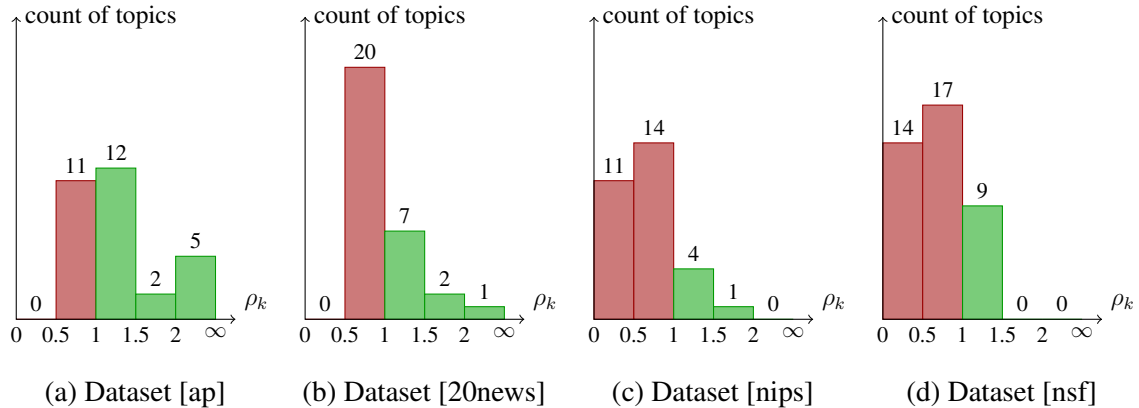 count of topics
11
12
2
5
0
ρk
0 0.5 1 1.5 2 ∞
(a) Dataset [ap]
count of topics
20
7
2
1
0
ρk
0 0.5 1 1.5 2 ∞
(b) Dataset [20news]
count of topics
11
14
4
1
0
ρk
0 0.5 1 1.5 2 ∞
(c) Dataset [nips]
count of topics
14
17
9
0
0
ρk
0 0.5 1 1.5 2 ∞
(d) Dataset [nsf]